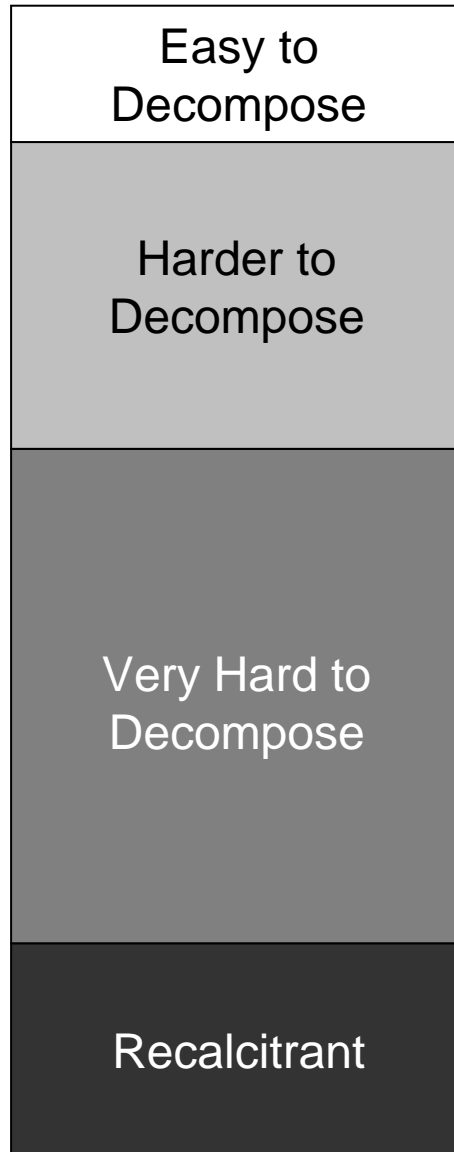 Easy to
Decompose
Harder to
Decompose
Very Hard to
Decompose
Recalcitrant